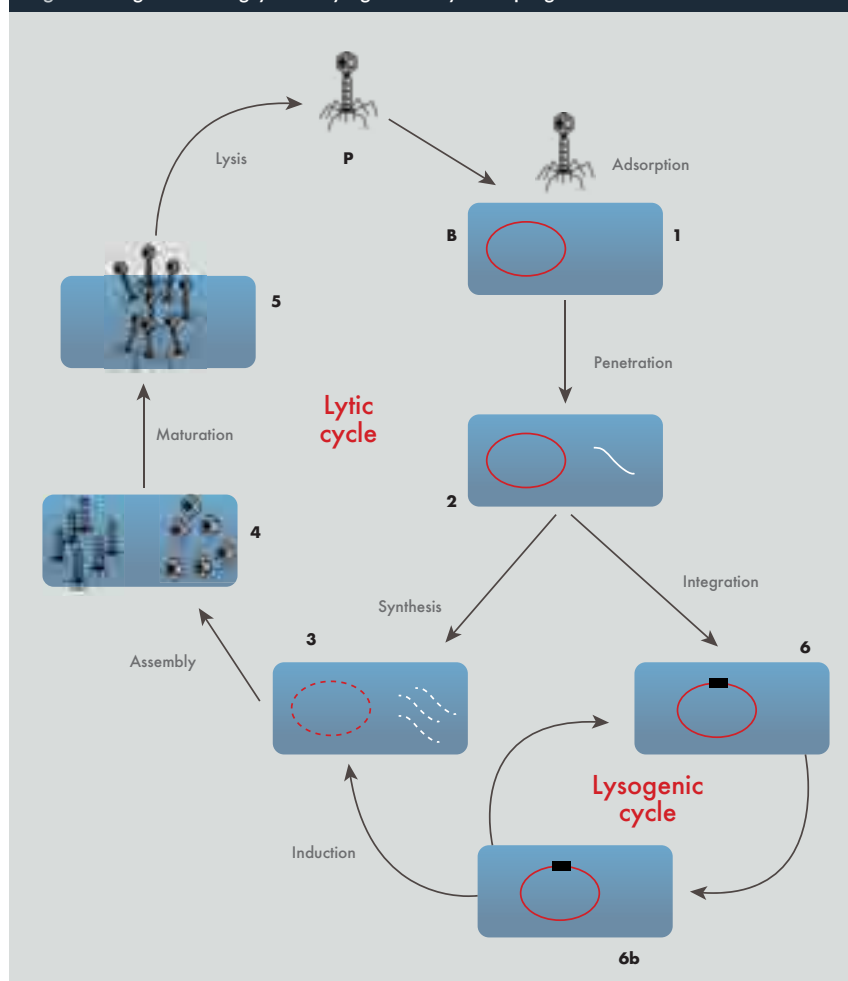 Lysis
P
Adsorption
B
1
5
Penetration
Lytic
cycle
Maturation
2
4
Integration
Synthesis
3
6
Assembly
Lysogenic
cycle
Induction
6b